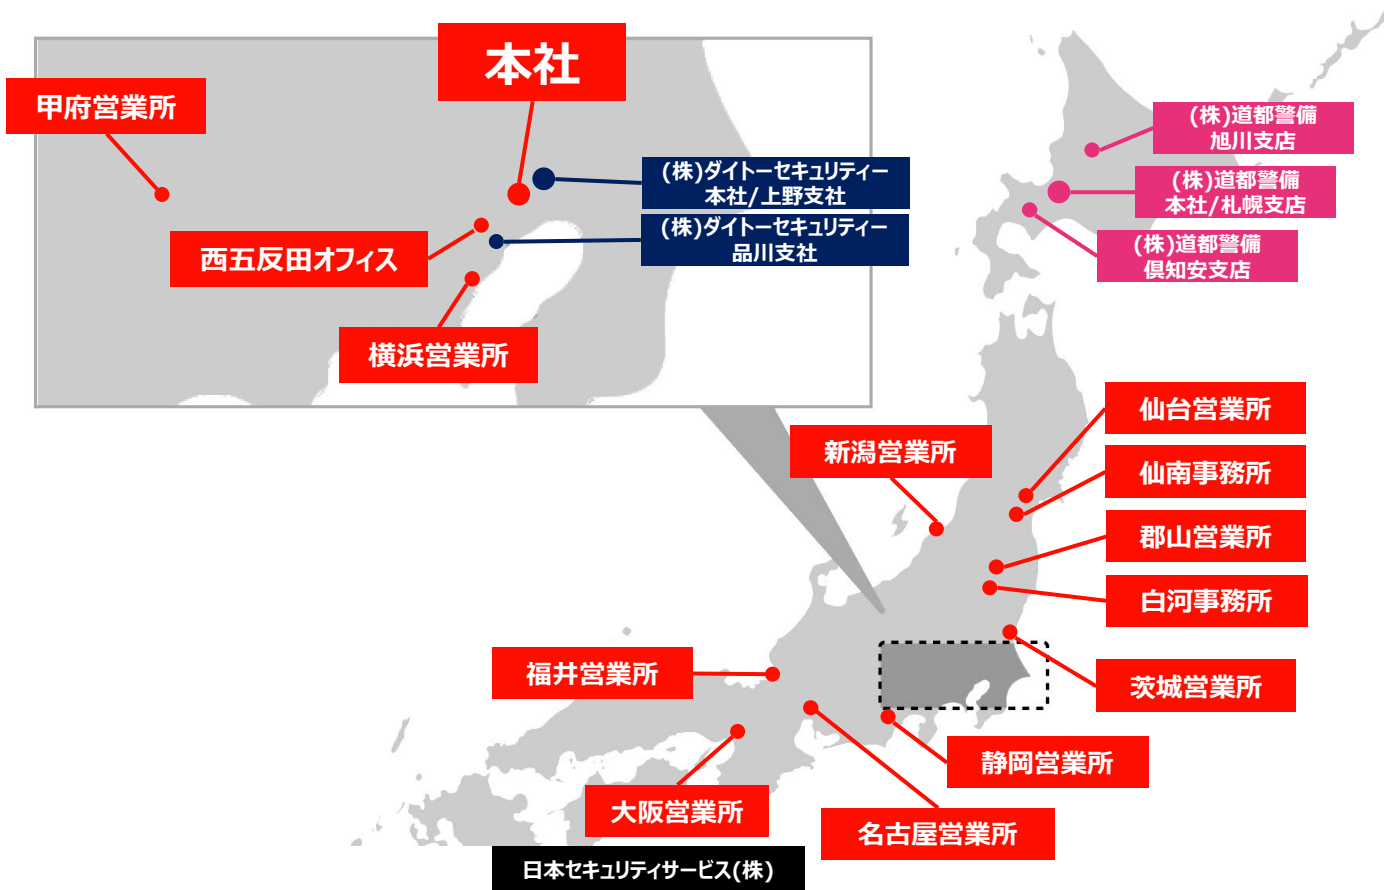 本社
甲府営業所
(株)ダイトーセキュリティー
本社/上野支社
(株)ダイトーセキュリティー
品川支社
西五反田オフィス
横浜営業所
(株)道都警備
旭川支店
(株)道都警備
本社/札幌支店
(株)道都警備
倶知安支店
仙台営業所
新潟営業所
仙南事務所
郡山営業所
白河事務所
福井営業所
茨城営業所
静岡営業所
大阪営業所
名古屋営業所
日本セキュリティサービス(株)